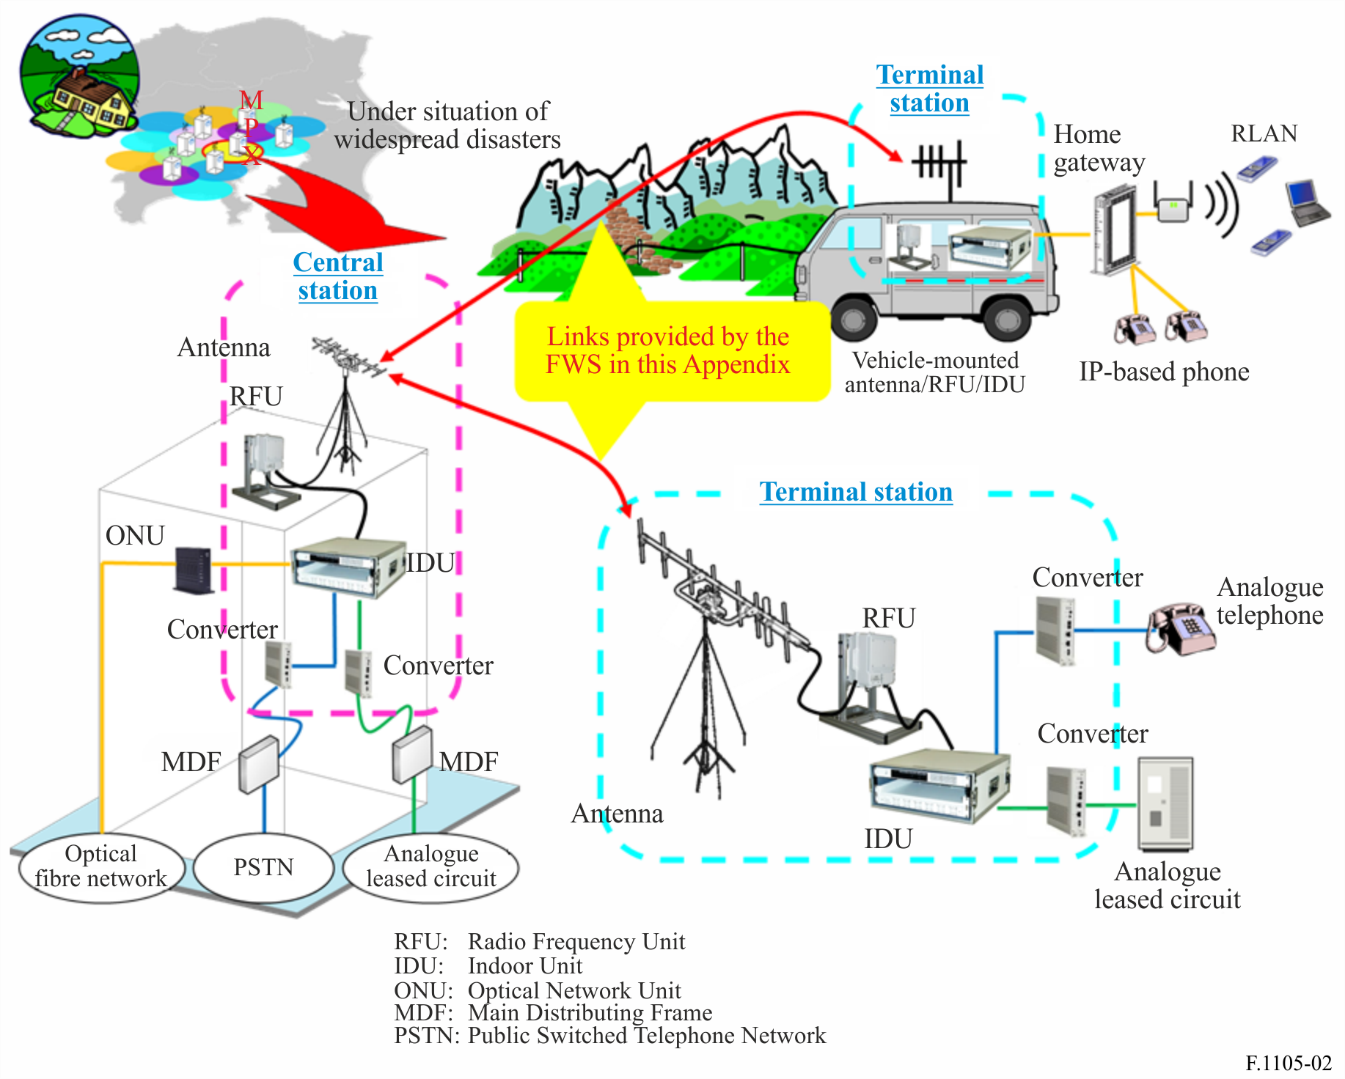 M
P
X
Under situation of
widespread disasters
Terminal
station
Home
gateway
RLAN
Central
station
Antenna
RFU
Links provided by the
FWS in this Appendix
Vehicle-mounted
antenna/RFU/IDU
IP-based phone
ONU
IDU
Converter
Converter
MDF
MDF
Optical
fibre network
PSTN
Analogue
leased circuit
Terminal station
Converter
Analogue
telephone
RFU
Converter
Antenna
IDU
Analogue
leased circuit
RFU: Radio Frequency Unit
IDU: Indoor Unit
ONU: Optical Network Unit
MDF: Main Distributing Frame
PSTN: Public Switched Telephone Network
F.1105-02